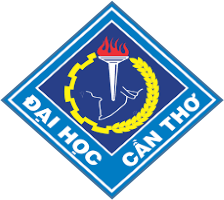 ĐẠI HỌC
CẦN THƠ